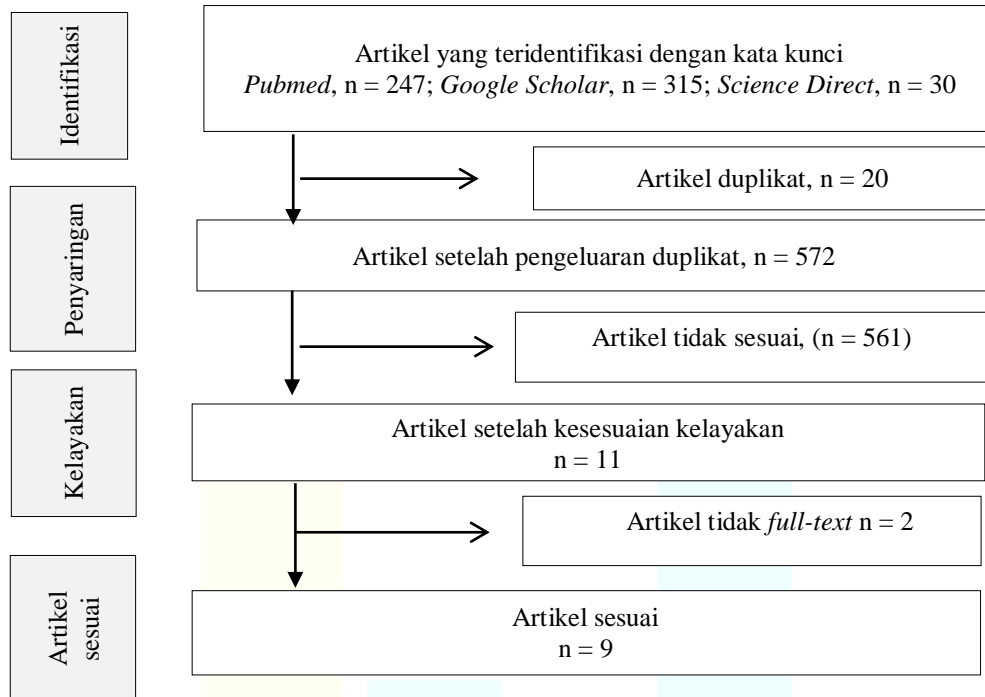 Identifikasi
Artikel yang teridentifikasi dengan kata kunci
Pubmed, n = 247; Google Scholar, n = 315; Science Direct, n = 30
Artikel duplikat, n = 20
Penyaringan
Artikel setelah pengeluaran duplikat, n = 572
Artikel tidak sesuai, (n = 561)
Kelayakan
Artikel setelah kesesuaian kelayakan
n = 11
Artikel tidak full-text n = 2
Artikel
sesuai
Artikel sesuai
n = 9